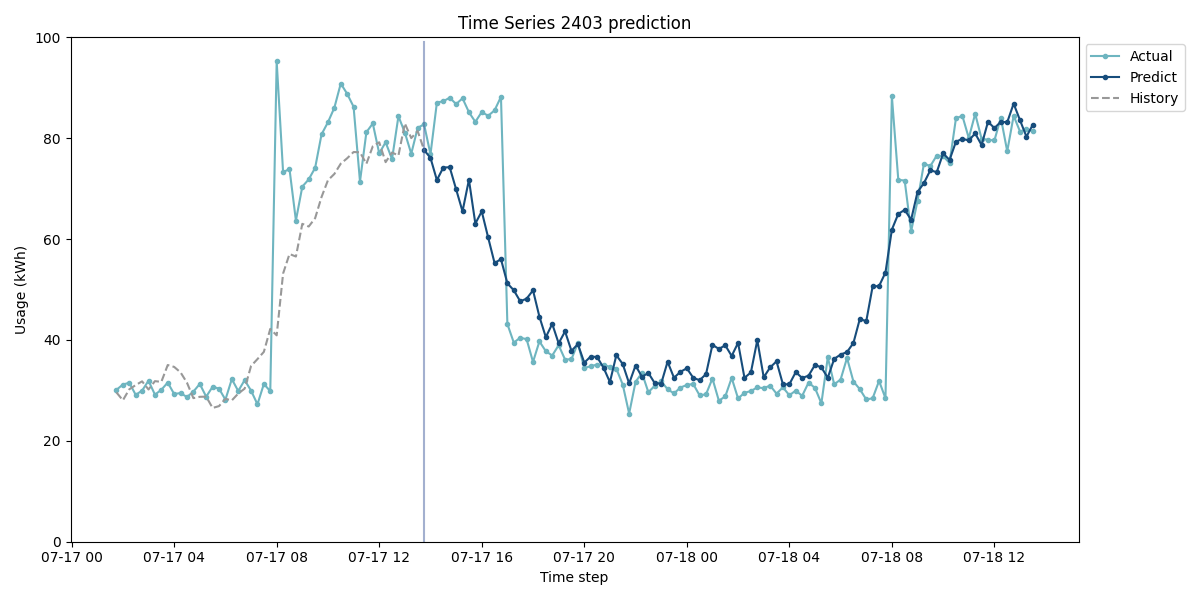 Time Series 2403 prediction
Usage (kWh)
100
80
60
40
20
0
07-17 00 07-17 04 07-17 08 07-17 12 07-17 16 07-17 20 07-18 00 07-18 04 07-18 08 07-18 12
Time step
Actual
Predict
History